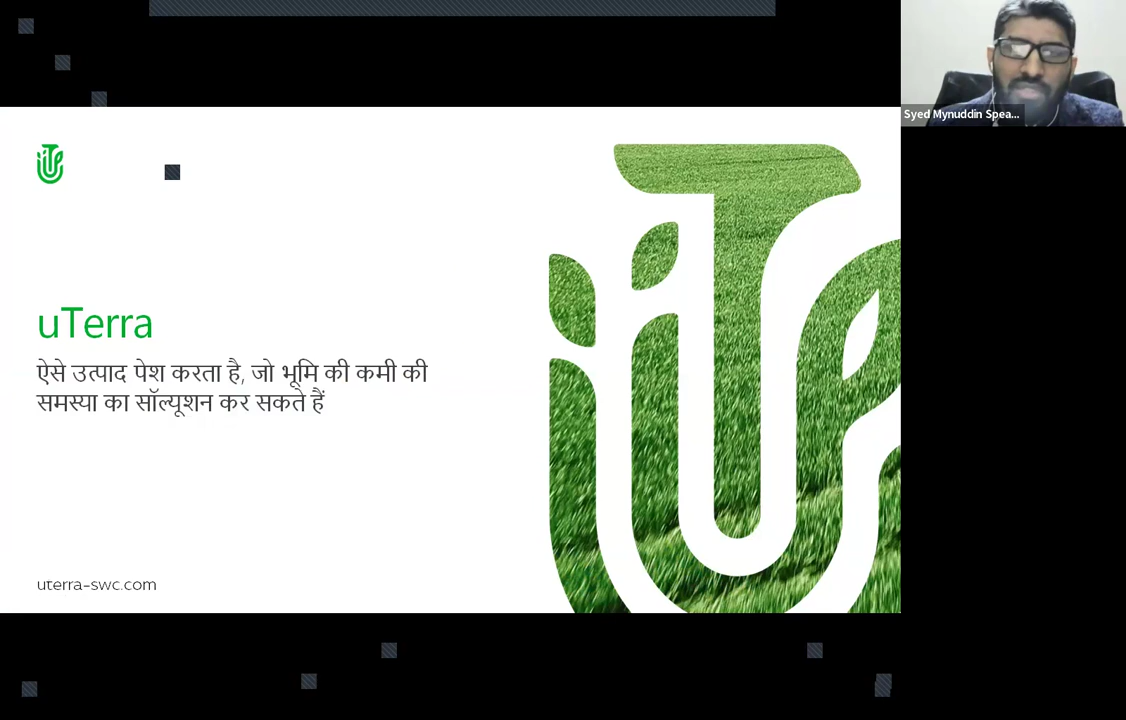 Syed Mynuddin Spea...
uTerra
ऐसे उत्पाद पेश करता है, जो भूमि की कमी की
समस्या का सॉल्यूशन कर सकते हैं
uterra-swc.com